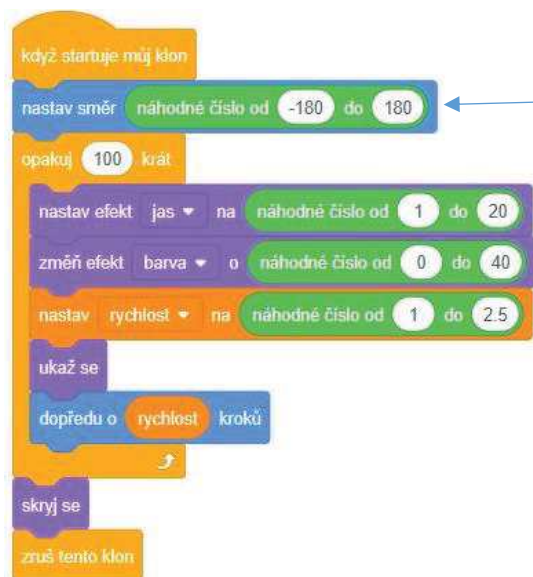 když startuje můj klon
nastav směr náhodné číslo od -180 do 180
opakuj 100 krát
nastav efekt jas na náhodné číslo od 1 do 20
změň efekt barva o náhodné číslo od 0 do 40
nastav rychlost na náhodné číslo od 1 do 2.5
ukaž se
dopředu o rychlost kroků
skryj se
zruš tento klon